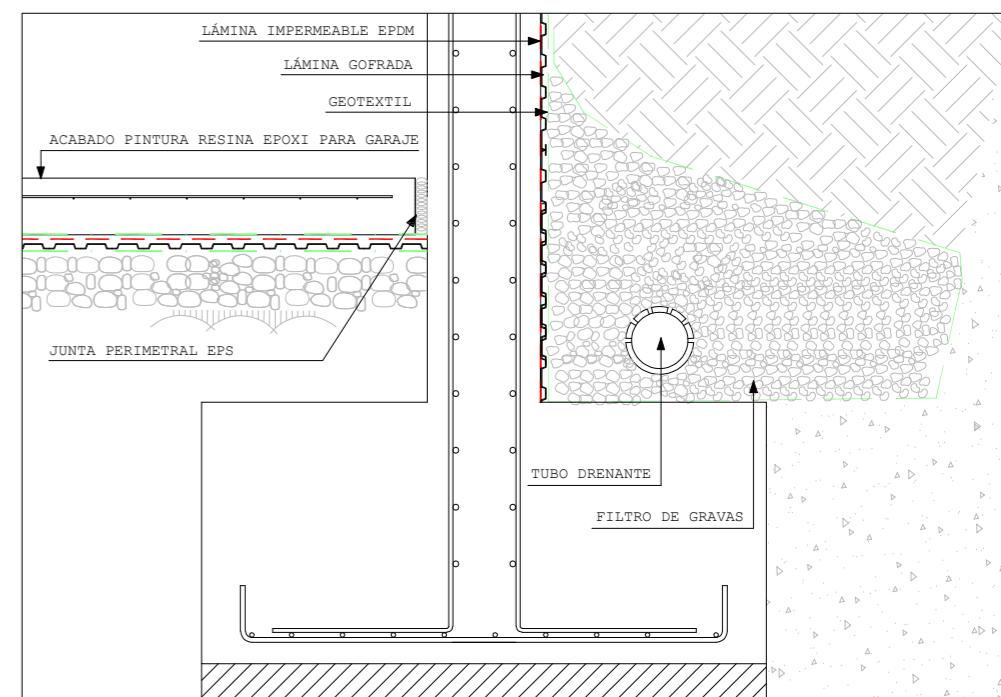 LÁMINA IMPERMEABLE EPDM
LÁMINA GOFRADA
GEOTEXTIL
ACABADO PINTURA RESINA EPOXI PARA GARAJE
JUNTA PERIMETRAL EPS
TUBO DRENANTE
FILTRO DE GRAVAS